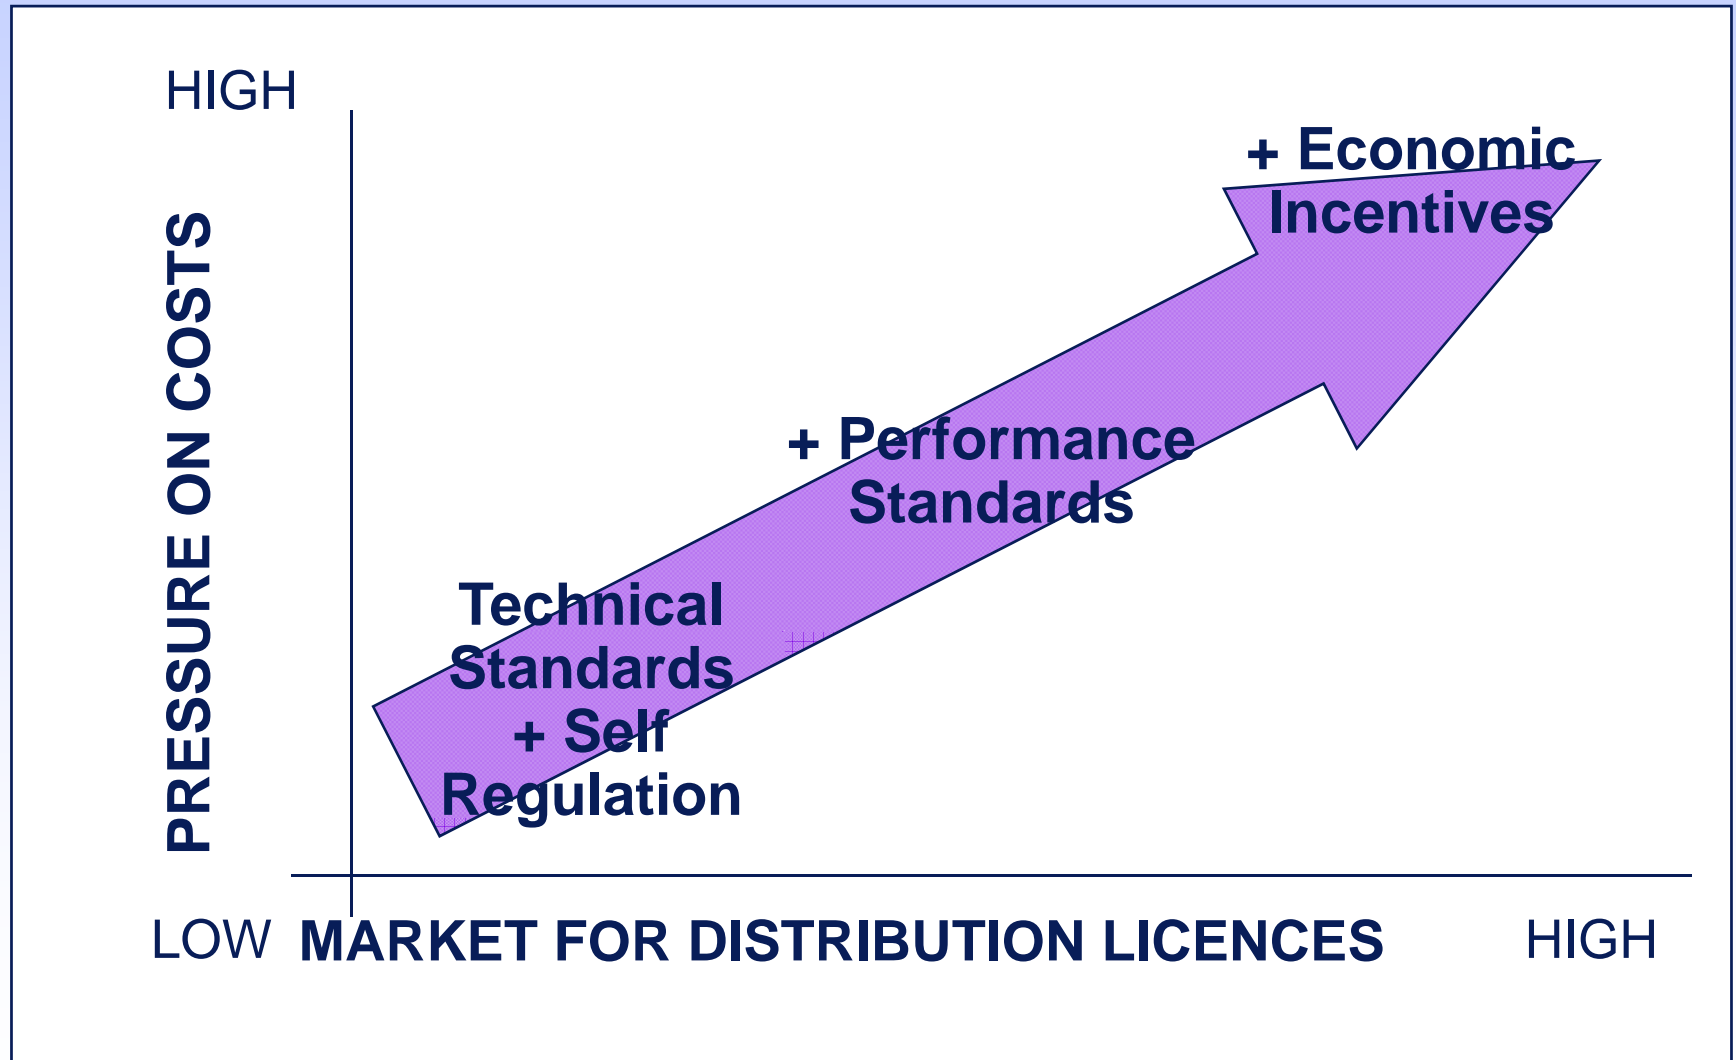 HIGH
PRESSURE ON COSTS
+ Economic
Incentives
+ Performance
Standards
Technical
Standards
+ Self
Regulation
LOW MARKET FOR DISTRIBUTION LICENCES HIGH